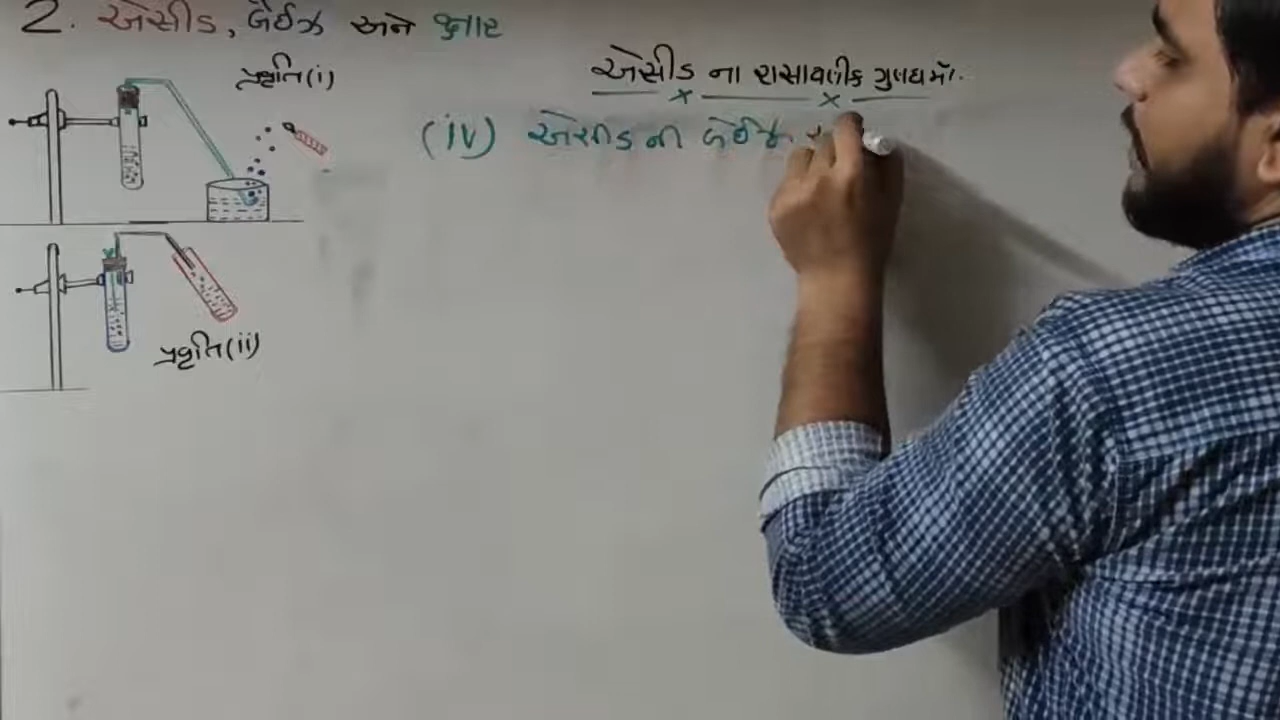 2. એસીડ, બેઈઝ અને ક્ષાર
પ્રવૃતિ (i)
એસીડ ના રાસાયણીક ગુણધર્મો.
(iv) એસીડ ની બેઈઝ
પ્રવૃતિ (ii)